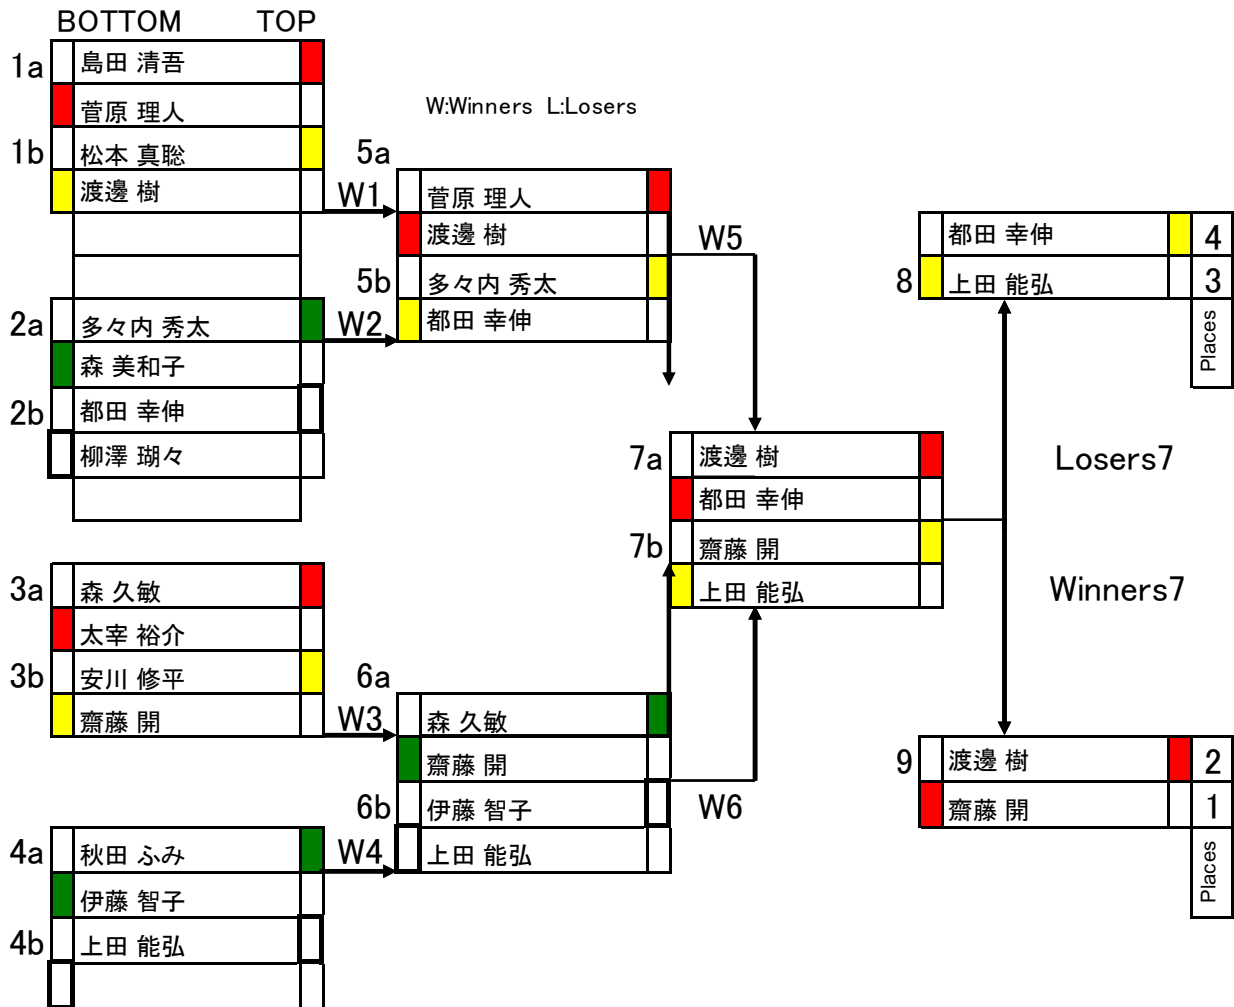 BOTTOM TOP
1a 島田 清吾
菅原 理人
1b 松本 真聡
渡邊 樹
W:Winners L:Losers
W1
2a 多々内 秀太
森 美和子
2b 都田 幸伸
柳澤 瑚々
W2
3a 森 久敏
太宰 裕介
3b 安川 修平
齋藤 開
W3
4a 秋田 ふみ
伊藤 智子
4b 上田 能弘
W4
5a 菅原 理人
渡邊 樹
5b 多々内 秀太
都田 幸伸
W5
6a 森 久敏
齋藤 開
6b 伊藤 智子
上田 能弘
W6
7a 渡邊 樹
都田 幸伸
7b 齋藤 開
上田 能弘
Losers7
Winners7
都田 幸伸 4
8 上田 能弘 3
Places
9 渡邊 樹 2
齋藤 開 1
Places